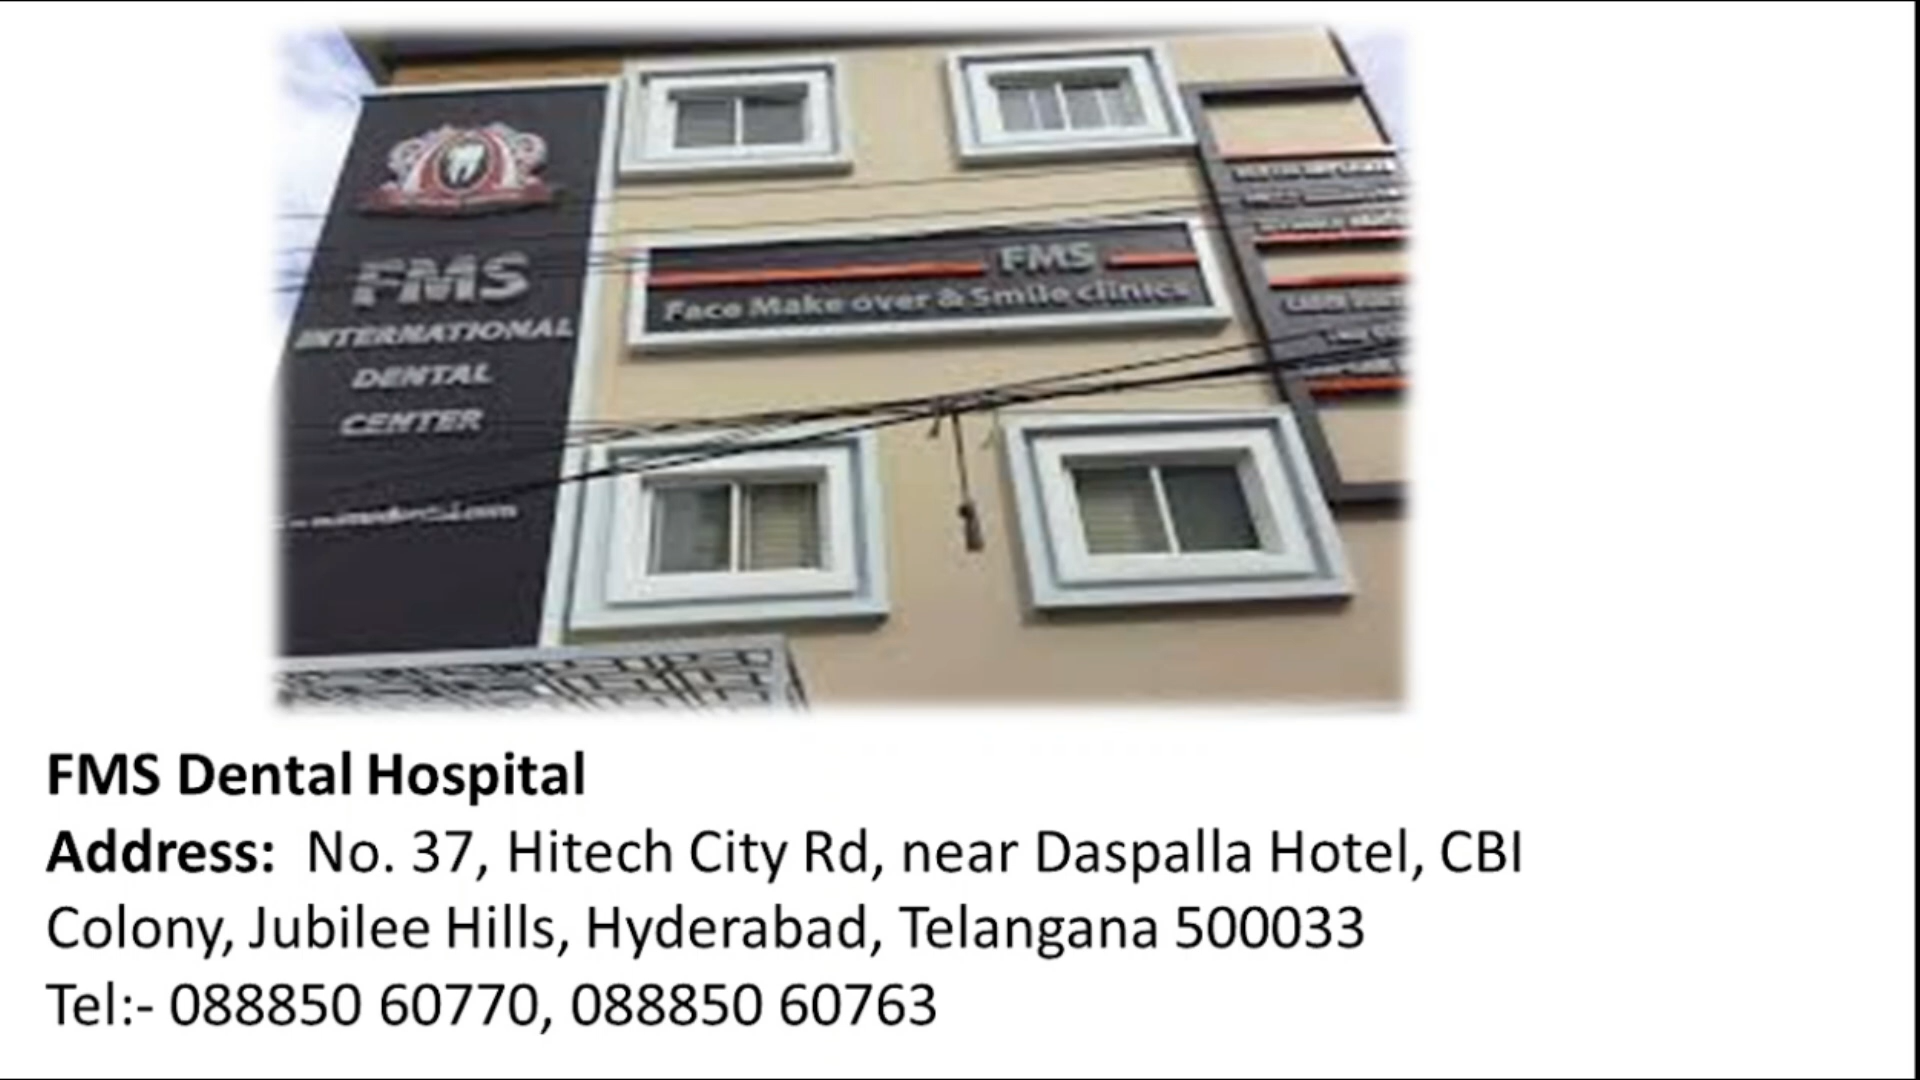 FMS
INTERNATIONAL
DENTAL
CENTER
FMS
Face Make over & Smile clinics
FMS Dental Hospital
Address: No. 37, Hitech City Rd, near Daspalla Hotel, CBI
Colony, Jubilee Hills, Hyderabad, Telangana 500033
Tel:- 088850 60770, 088850 60763